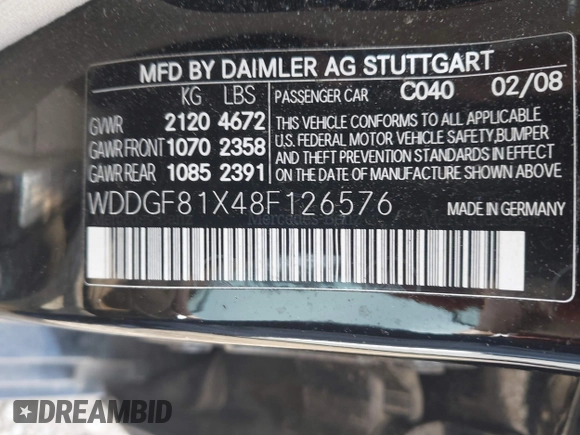 MFD BY DAIMLER AG STUTTGART
KG LBS PASSENGER CAR C040 02/08
GVWR 2120 4672
GAWR FRONT 1070 2358
GAWR REAR 1085 2391
THIS VEHICLE CONFORMS TO ALL APPLICABLE
U.S. FEDERAL MOTOR VEHICLE SAFETY, BUMPER
AND THEFT PREVENTION STANDARDS IN EFFECT ON
THE DATE OF MANUFACTURE SHOWN ABOVE.
WDDGF81X48F126576 MADE IN GERMANY
DREAMBID